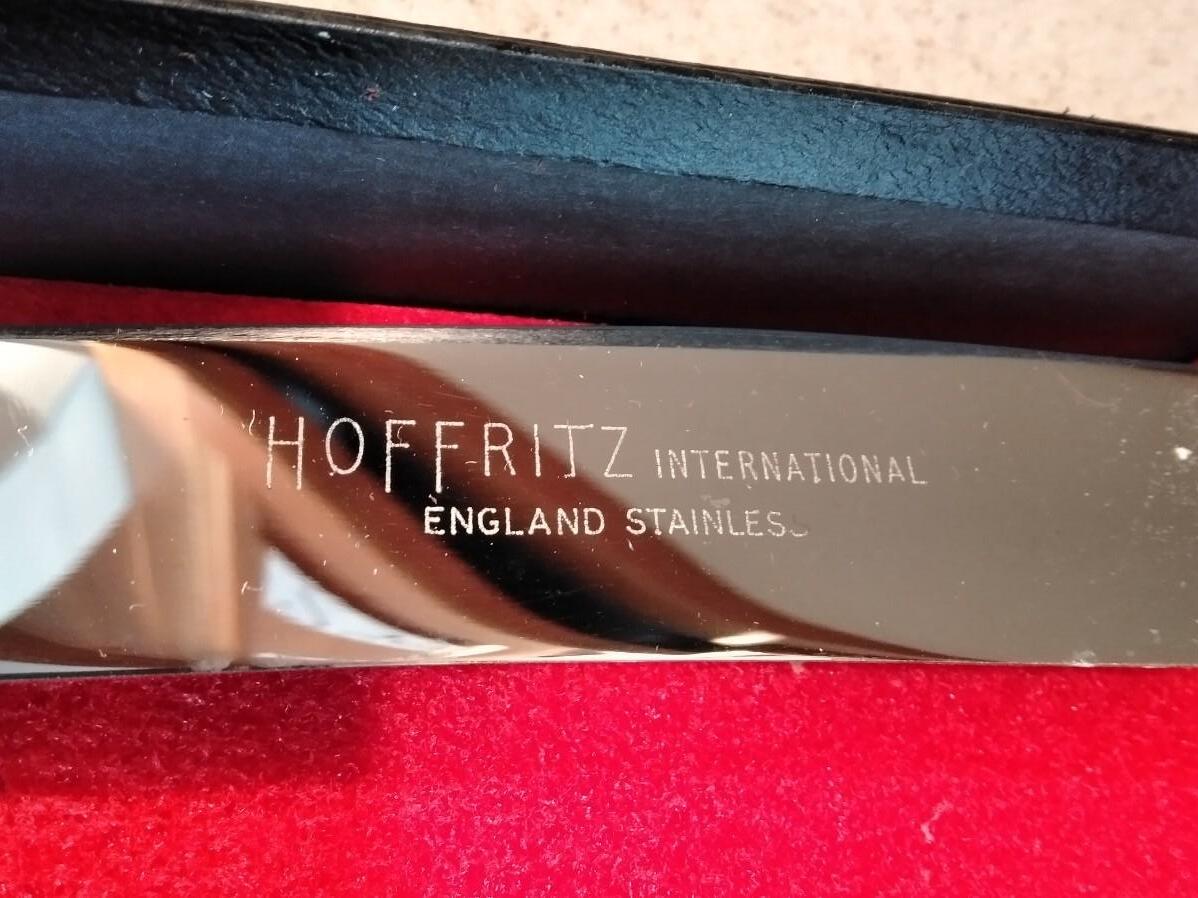 HOFFRITZ INTERNATIONAL
ENGLAND STAINLESS